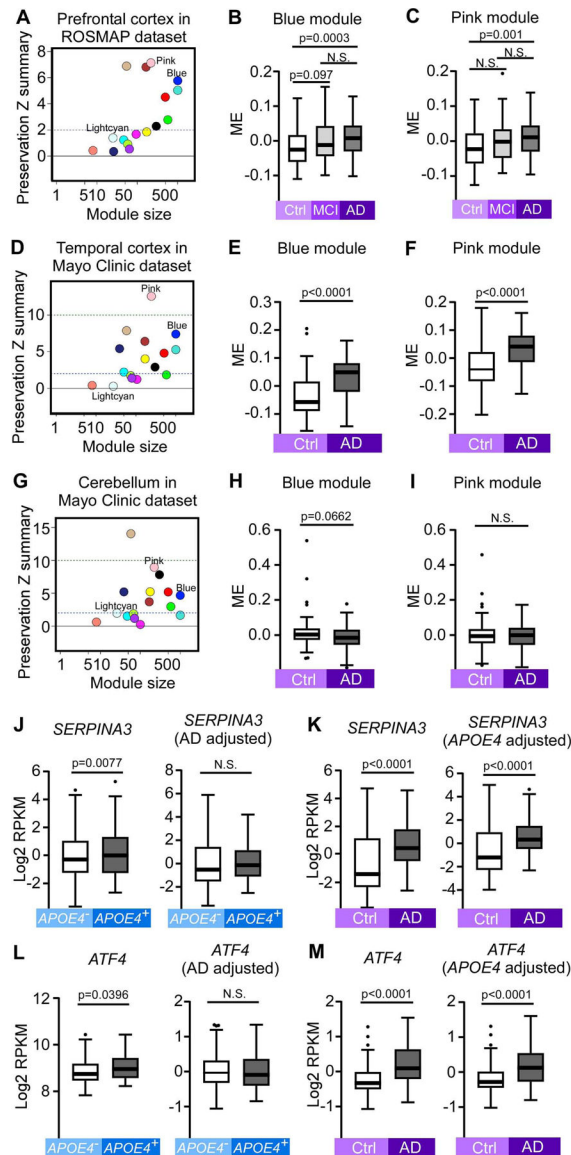 A
Prefrontal cortex in
ROSMAP dataset
Preservation Z summary
8
6
4
2
0
Pink
Blue
Lightcyan
1
5 10
50
500
Module size
B
Blue module
p=0.0003
N.S.
p=0.097
ME
0.2
0.1
0.0
-0.1
Ctrl MCI AD
C
Pink module
p=0.001
N.S.
N.S.
ME
0.2
0.1
0.0
-0.1
Ctrl MCI AD
D
Temporal cortex in
Mayo Clinic dataset
Preservation Z summary
10
5
0
Pink
Blue
Lightcyan
1
5 10
50
500
Module size
E
Blue module
p<0.0001
ME
0.3
0.2
0.1
0.0
-0.1
Ctrl AD
F
Pink module
p<0.0001
ME
0.2
0.1
0.0
-0.1
-0.2
Ctrl AD
G
Cerebellum in
Mayo Clinic dataset
Preservation Z summary
15
10
5
0
Pink
Blue
Lightcyan
1
5 10
50
500
Module size
H
Blue module
p=0.0662
ME
0.6
0.4
0.2
0.0
Ctrl AD
I
Pink module
N.S.
ME
0.6
0.4
0.2
0.0
Ctrl AD
J
SERPINA3
p=0.0077
Log2 RPKM
6
4
2
0
-2
APOE4⁻ APOE4⁺
SERPINA3
(AD adjusted)
N.S.
6
4
2
0
-2
APOE4⁻ APOE4⁺
K
SERPINA3
p<0.0001
Log2 RPKM
6
4
2
0
-2
Ctrl AD
SERPINA3
(APOE4 adjusted)
p<0.0001
6
4
2
0
-2
-4
Ctrl AD
L
ATF4
p=0.0396
Log2 RPKM
11
10
9
8
APOE4⁻ APOE4⁺
ATF4
(AD adjusted)
N.S.
2
1
0
-1
APOE4⁻ APOE4⁺
M
ATF4
p<0.0001
Log2 RPKM
2
1
0
-1
Ctrl AD
ATF4
(APOE4 adjusted)
p<0.0001
2
1
0
-1
Ctrl AD